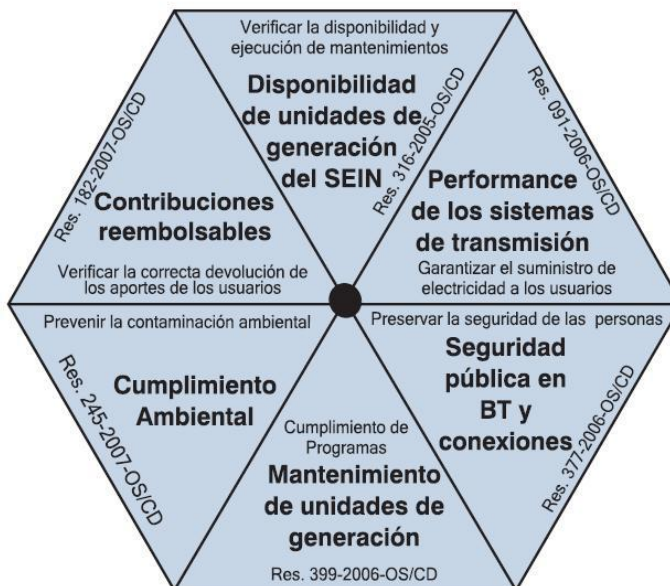 Verificar la disponibilidad y
ejecución de mantenimientos
Disponibilidad
de unidades de
generación
del SEIN
Res. 316-2005-OS/CD
Res. 091-2006-OS/CD
Performance
de los sistemas
de transmisión
Garantizar el suministro de
electricidad a los usuarios
Res. 182-2007-OS/CD
Contribuciones
reembolsables
Verificar la correcta devolución de
los aportes de los usuarios
Prevenir la contaminación ambiental
Cumplimiento
Ambiental
Res. 245-2007-OS/CD
Cumplimiento de
Programas
Mantenimiento
de unidades de
generación
Res. 399-2006-OS/CD
Preservar la seguridad de las personas
Seguridad
pública en
BT y
conexiones
Res. 377-2006-OS/CD